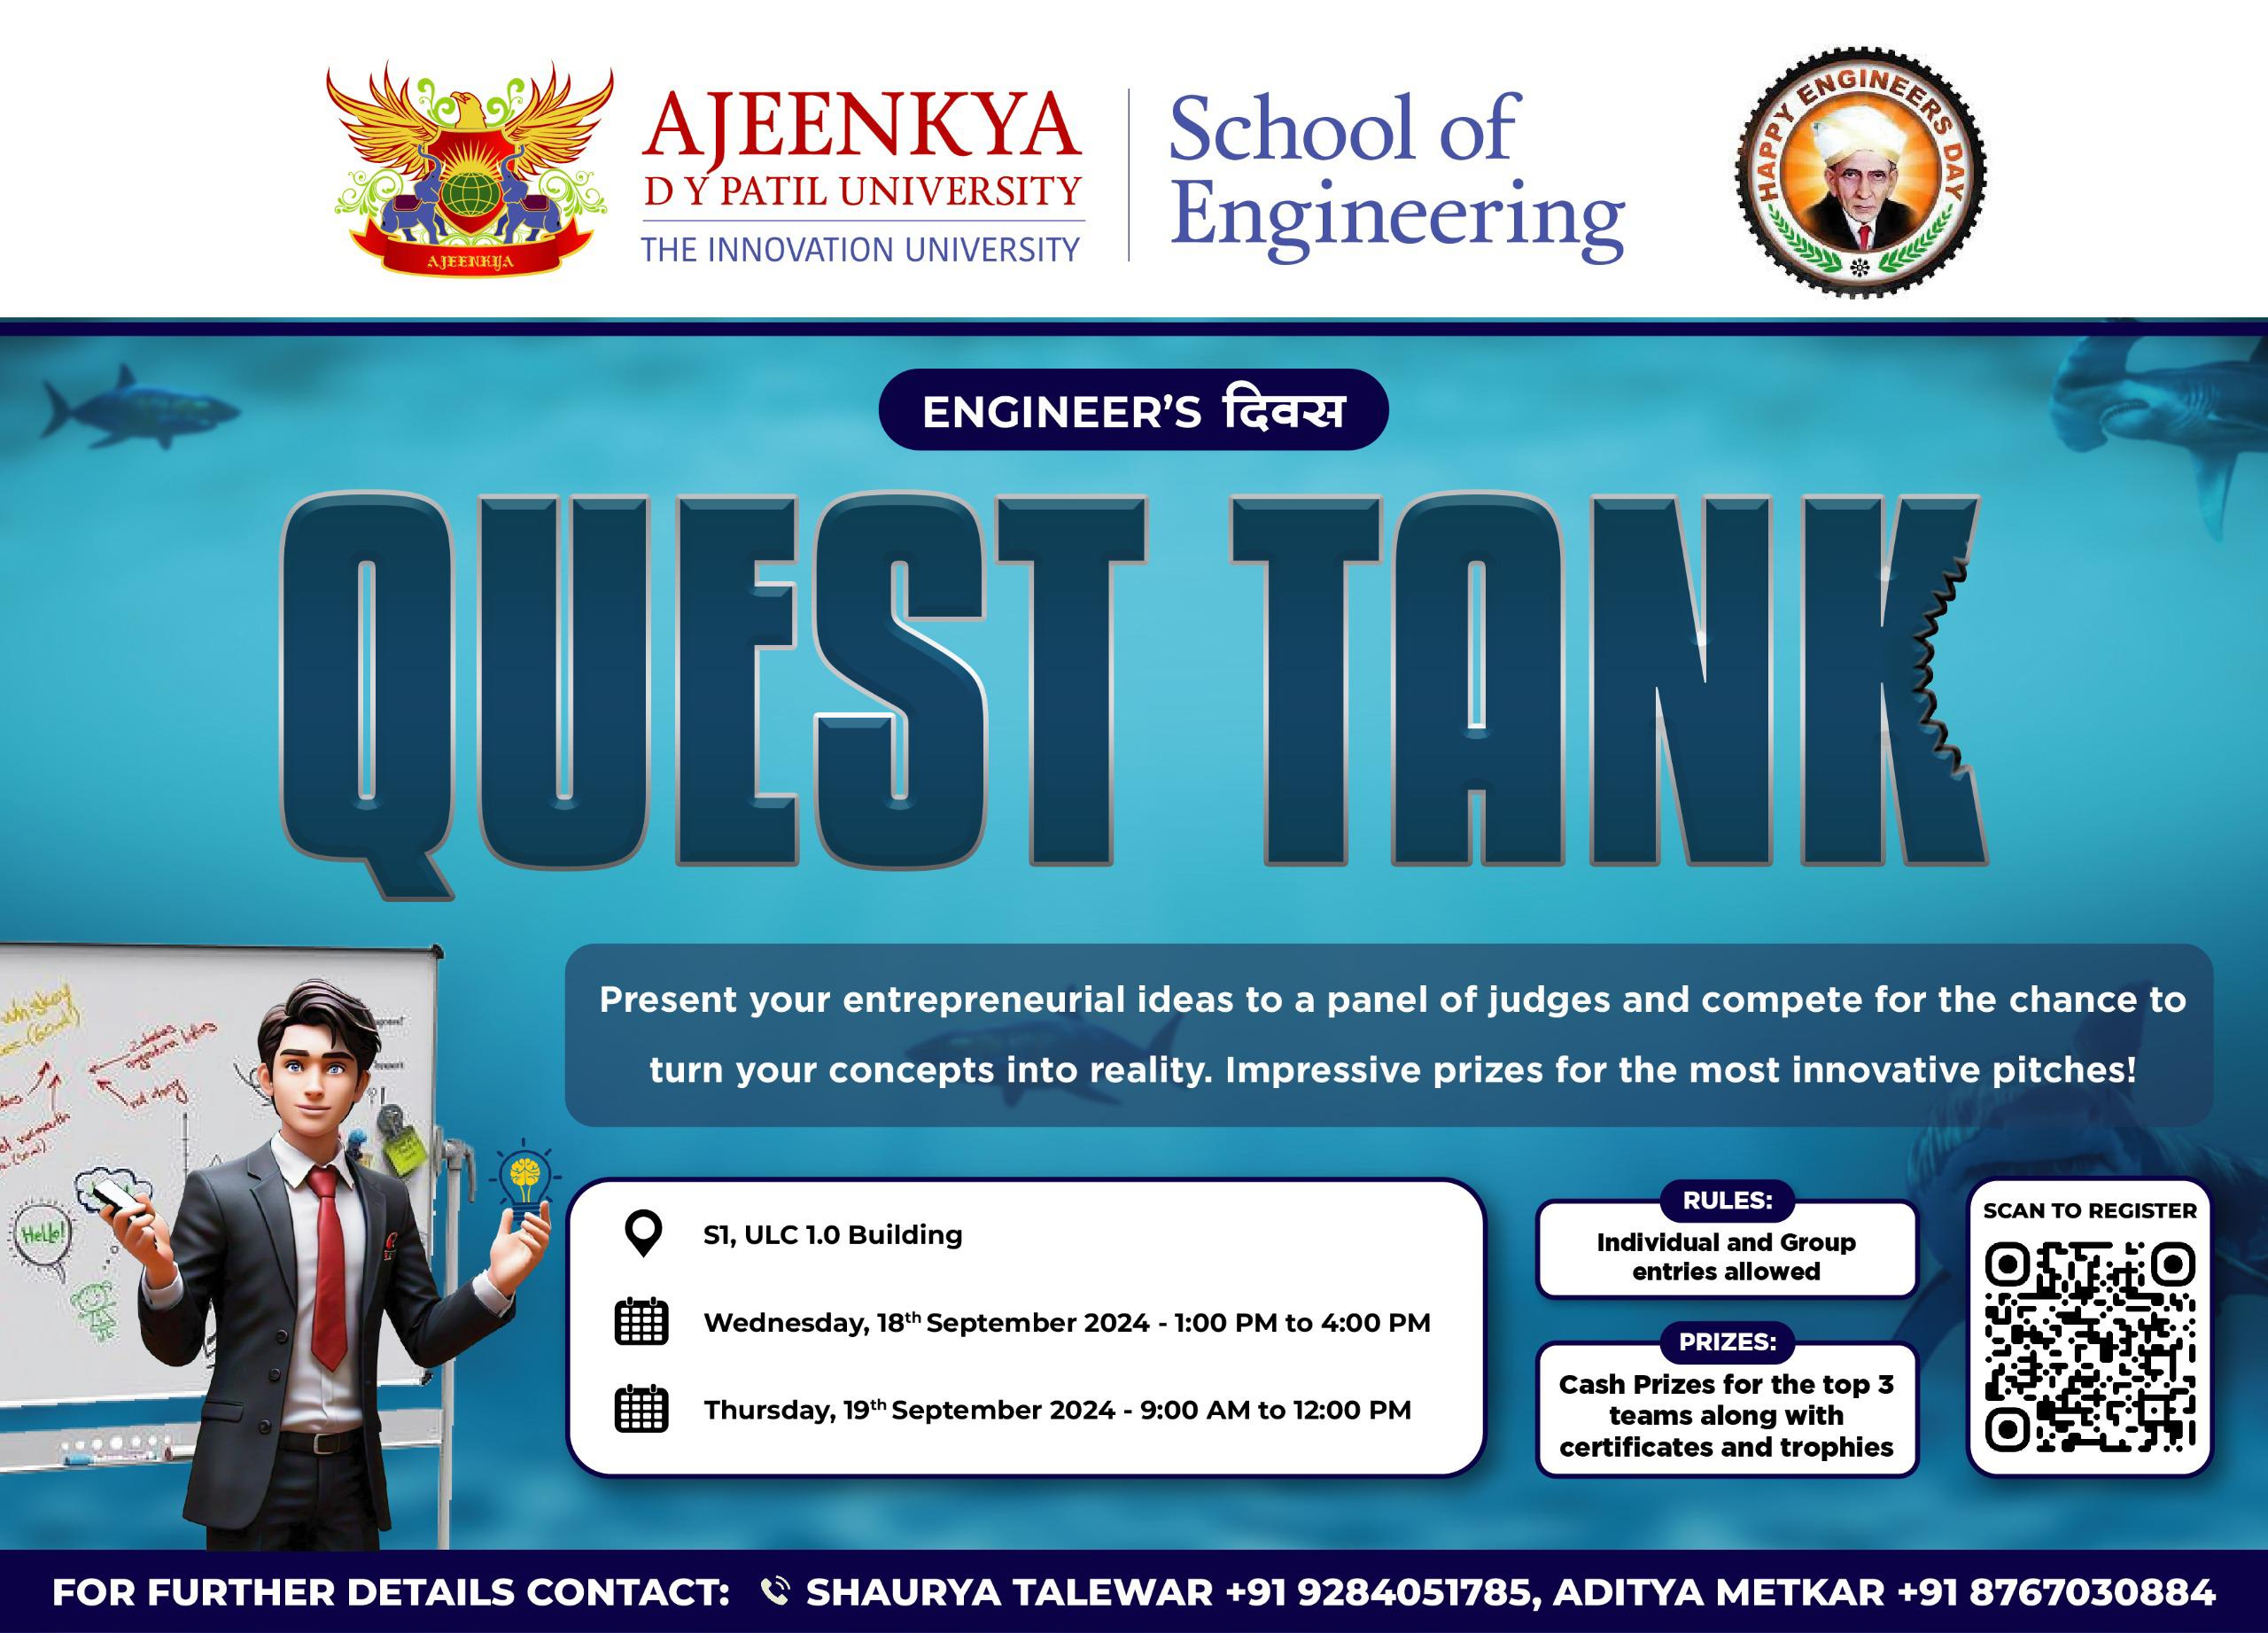 AJEENKYA
D Y PATIL UNIVERSITY
THE INNOVATION UNIVERSITY
AJEENKYA
School of
Engineering
HAPPY ENGINEERS DAY
ENGINEER'S दिवस
QUEST TANK
Present your entrepreneurial ideas to a panel of judges and compete for the chance to
turn your concepts into reality. Impressive prizes for the most innovative pitches!
whiskey
Hello!
S1, ULC 1.0 Building
Wednesday, 18th September 2024 - 1:00 PM to 4:00 PM
Thursday, 19th September 2024 - 9:00 AM to 12:00 PM
RULES:
Individual and Group
entries allowed
PRIZES:
Cash Prizes for the top 3
teams along with
certificates and trophies
SCAN TO REGISTER
FOR FURTHER DETAILS CONTACT: SHAURYA TALEWAR +91 9284051785, ADITYA METKAR +91 8767030884